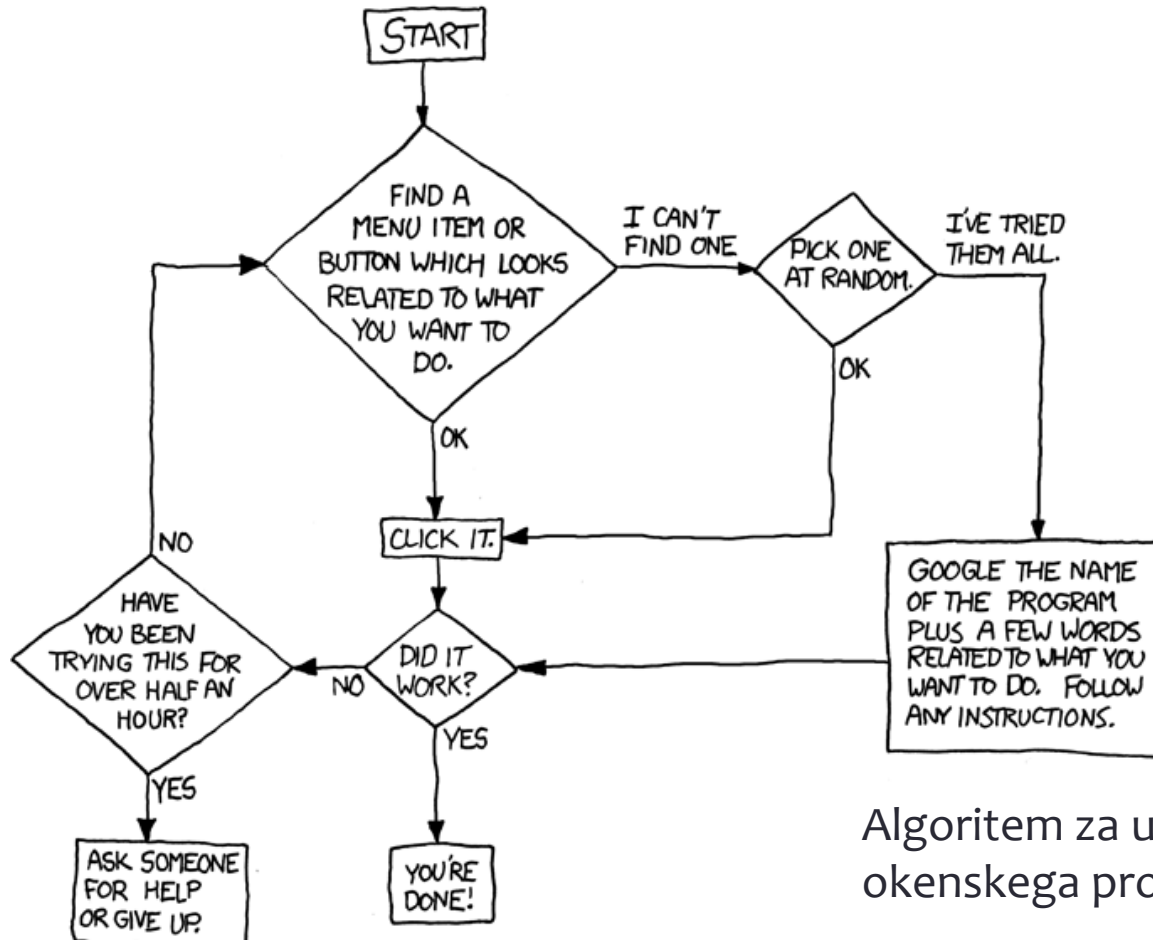 START
FIND A
MENU ITEM OR
BUTTON WHICH LOOKS
RELATED TO WHAT
YOU WANT TO
DO.
I CAN'T
FIND ONE
PICK ONE
AT RANDOM.
I'VE TRIED
THEM ALL.
OK
OK
CLICK IT.
NO
HAVE
YOU BEEN
TRYING THIS FOR
OVER HALF AN
HOUR?
NO
DID IT
WORK?
GOOGLE THE NAME
OF THE PROGRAM
PLUS A FEW WORDS
RELATED TO WHAT YOU
WANT TO DO. FOLLOW
ANY INSTRUCTIONS.
YES
YES
ASK SOMEONE
FOR HELP
OR GIVE UP.
YOU'RE
DONE!
Algoritem za u
okenskega pro